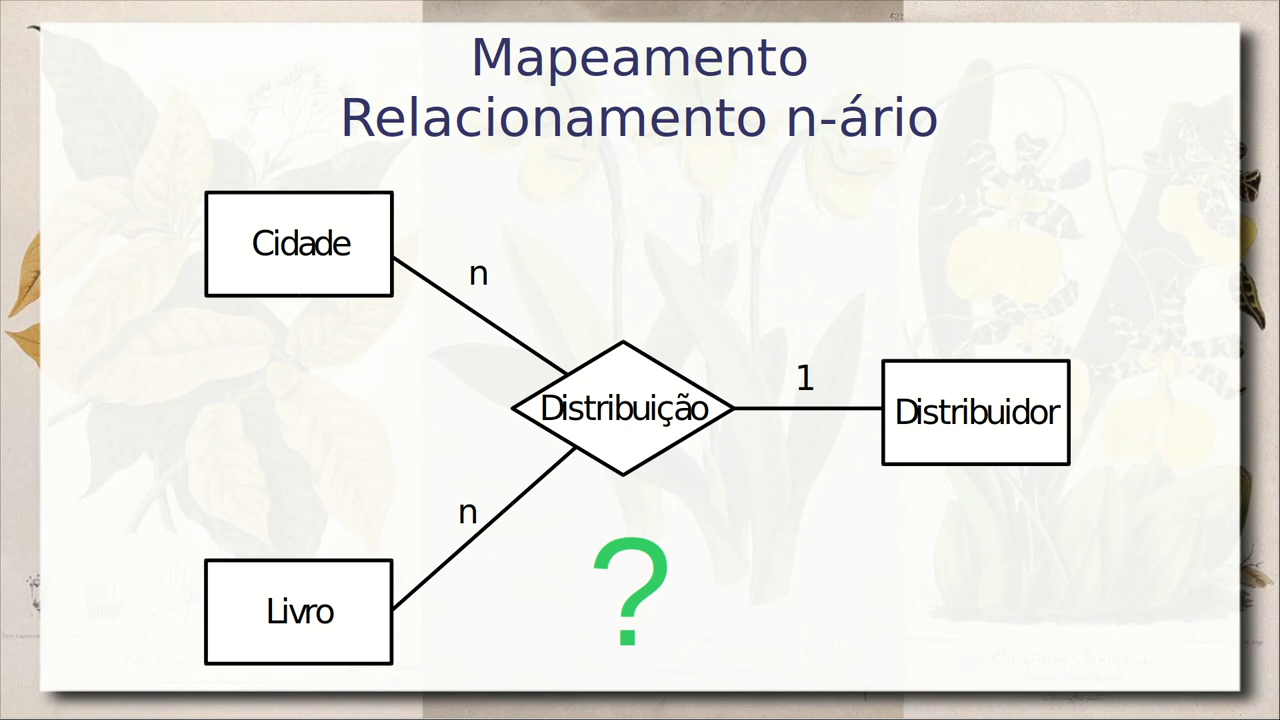 Mapeamento
Relacionamento n-ário
Cidade
n
1
Distribuição
Distribuidor
n
Livro
?